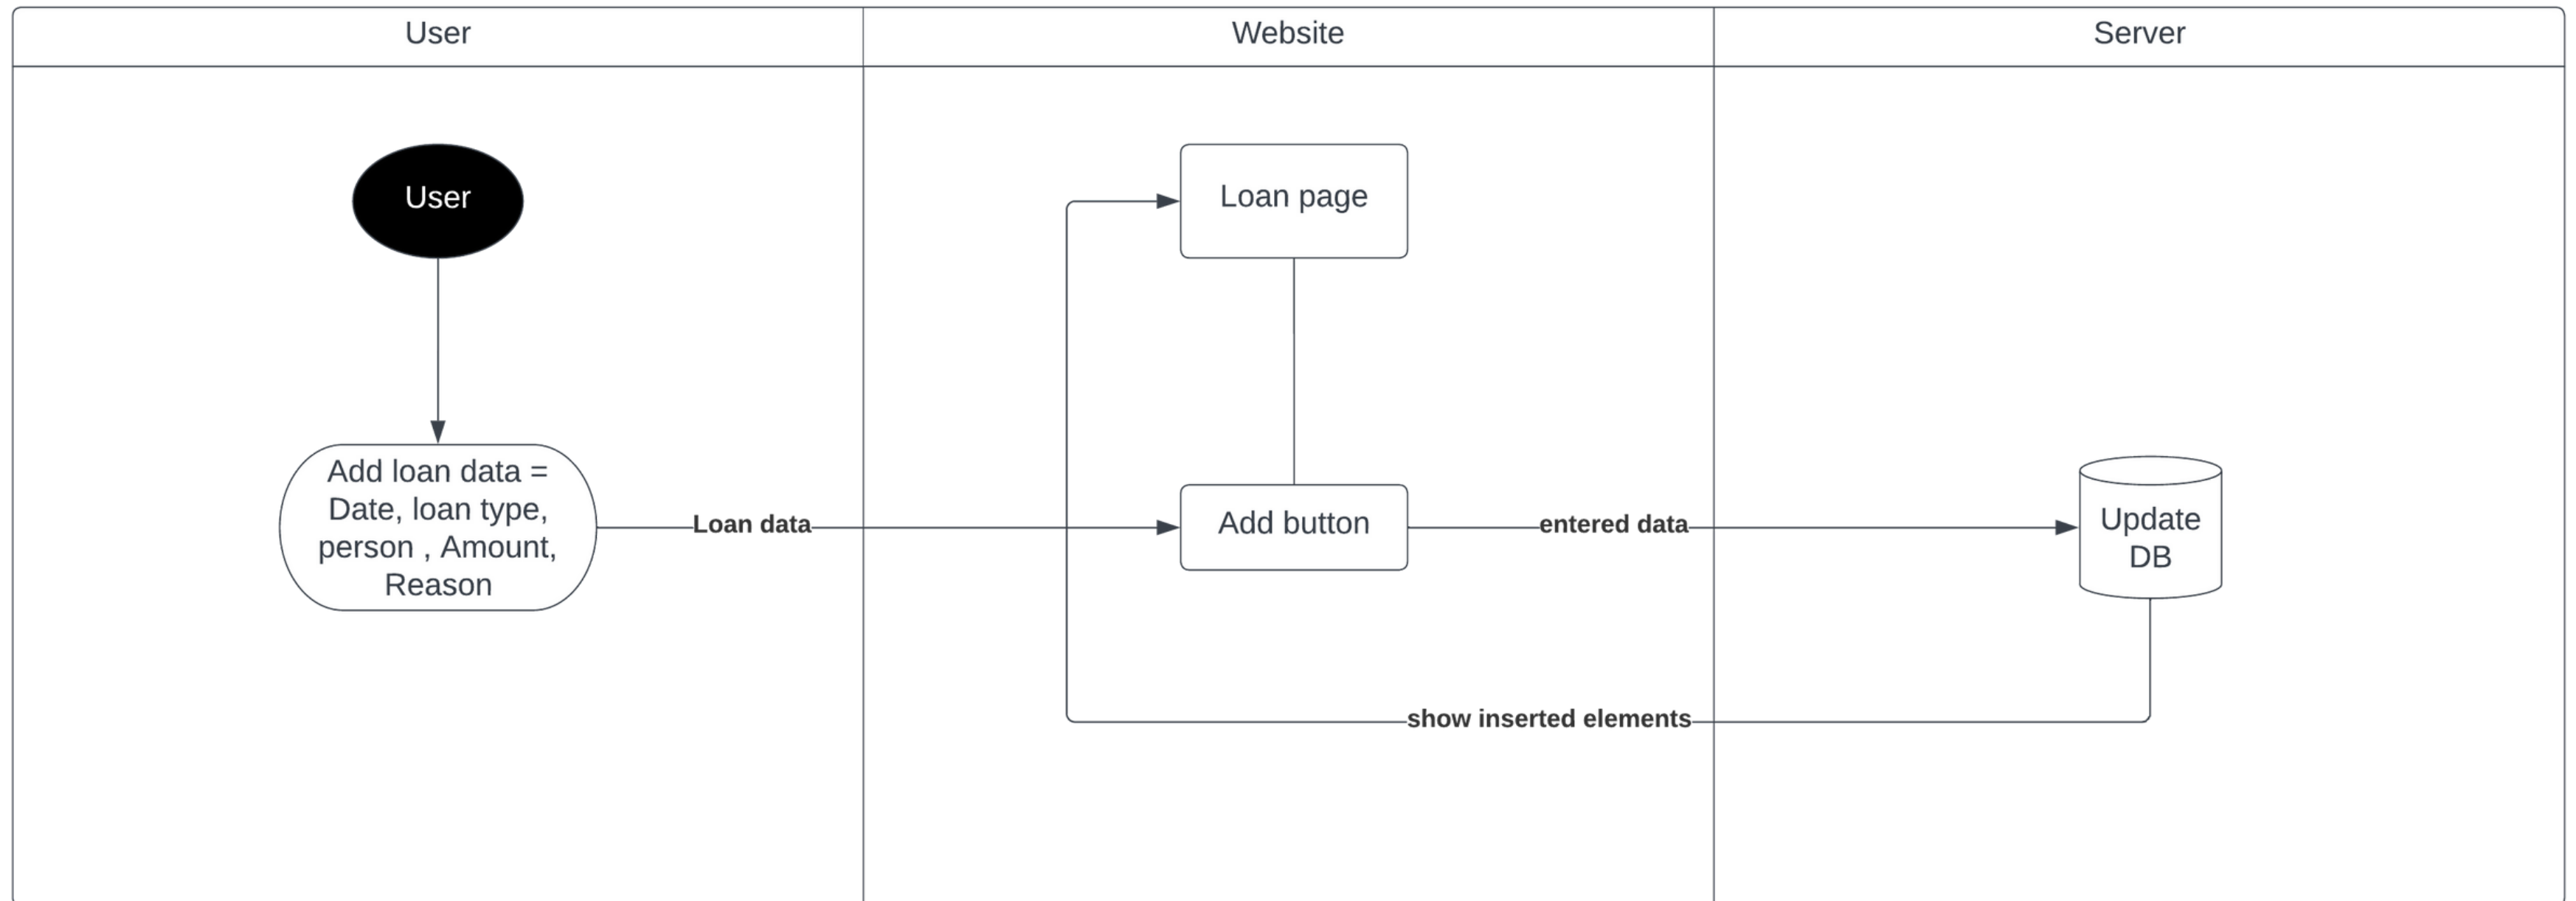 User
Website
Server
User
Loan page
Add loan data =
Date, loan type,
person , Amount,
Reason
Loan data
Add button
entered data
Update
DB
show inserted elements